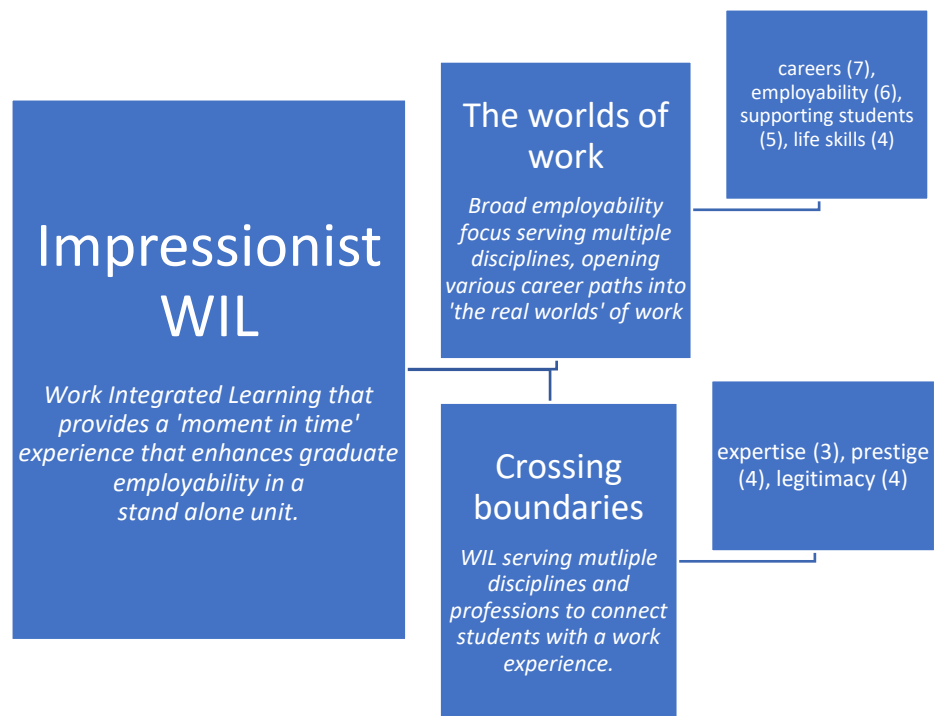 Impressionist
WIL
Work Integrated Learning that
provides a 'moment in time'
experience that enhances graduate
employability in a
stand alone unit.
The worlds of
work
Broad employability
focus serving multiple
disciplines, opening
various career paths into
'the real worlds' of work
careers (7),
employability (6),
supporting students
(5), life skills (4)
Crossing
boundaries
WIL serving mutliple
disciplines and
professions to connect
students with a work
experience.
expertise (3), prestige
(4), legitimacy (4)